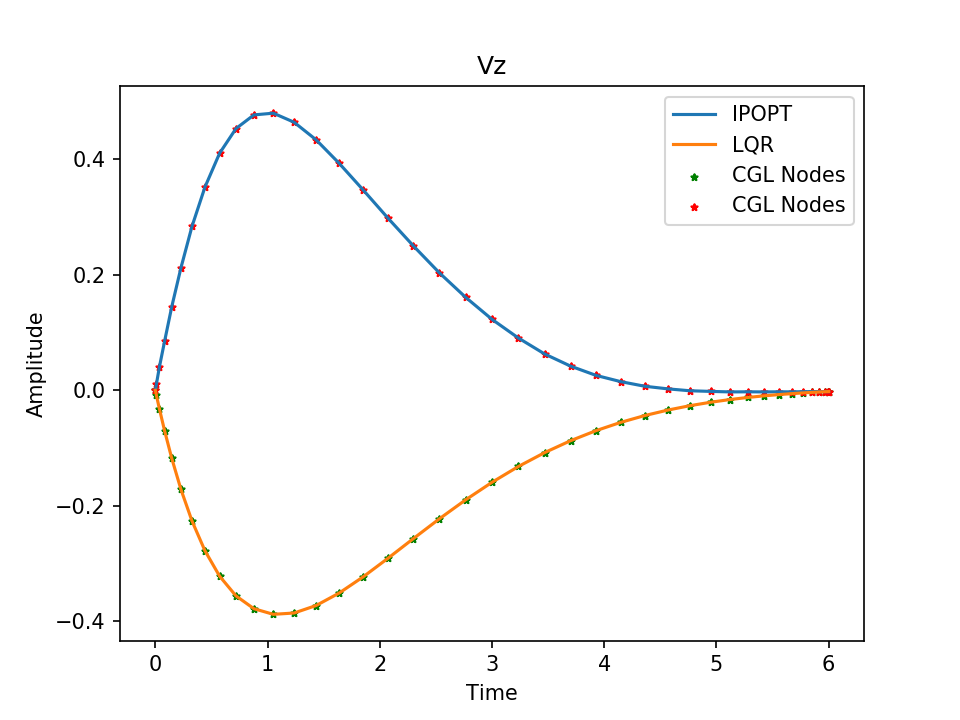 Vz
IPOPT
LQR
CGL Nodes
CGL Nodes
Amplitude
0.4
0.2
0.0
−0.2
−0.4
0 1 2 3 4 5 6
Time